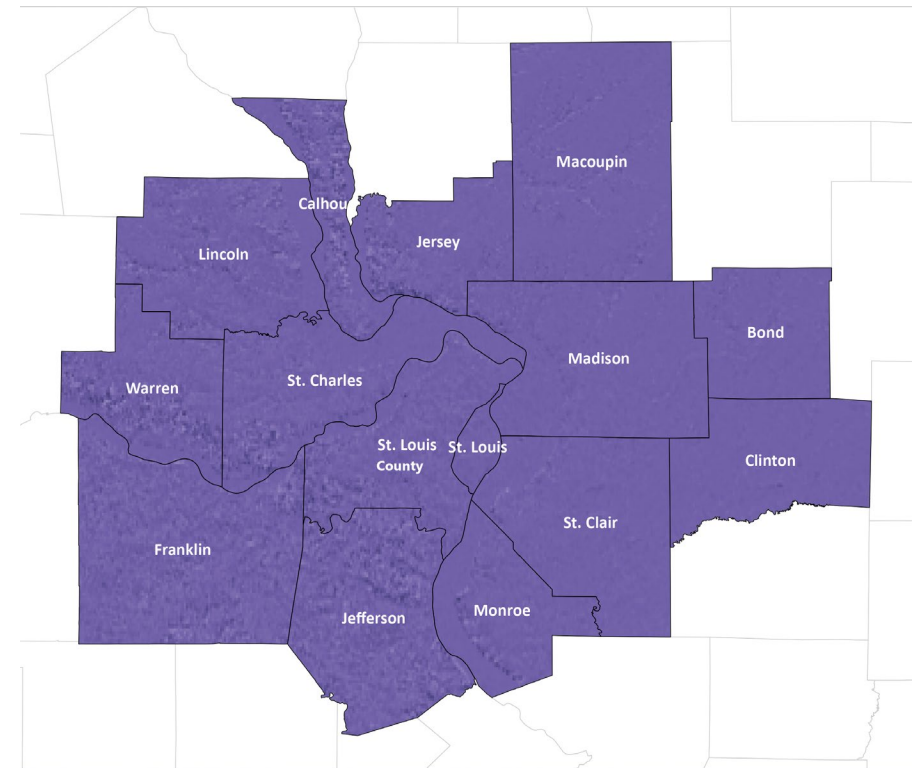 Macoupin
Calhou
Jersey
Lincoln
Bond
Madison
St. Charles
Warren
St. Louis
County
St. Louis
Clinton
St. Clair
Franklin
Monroe
Jefferson